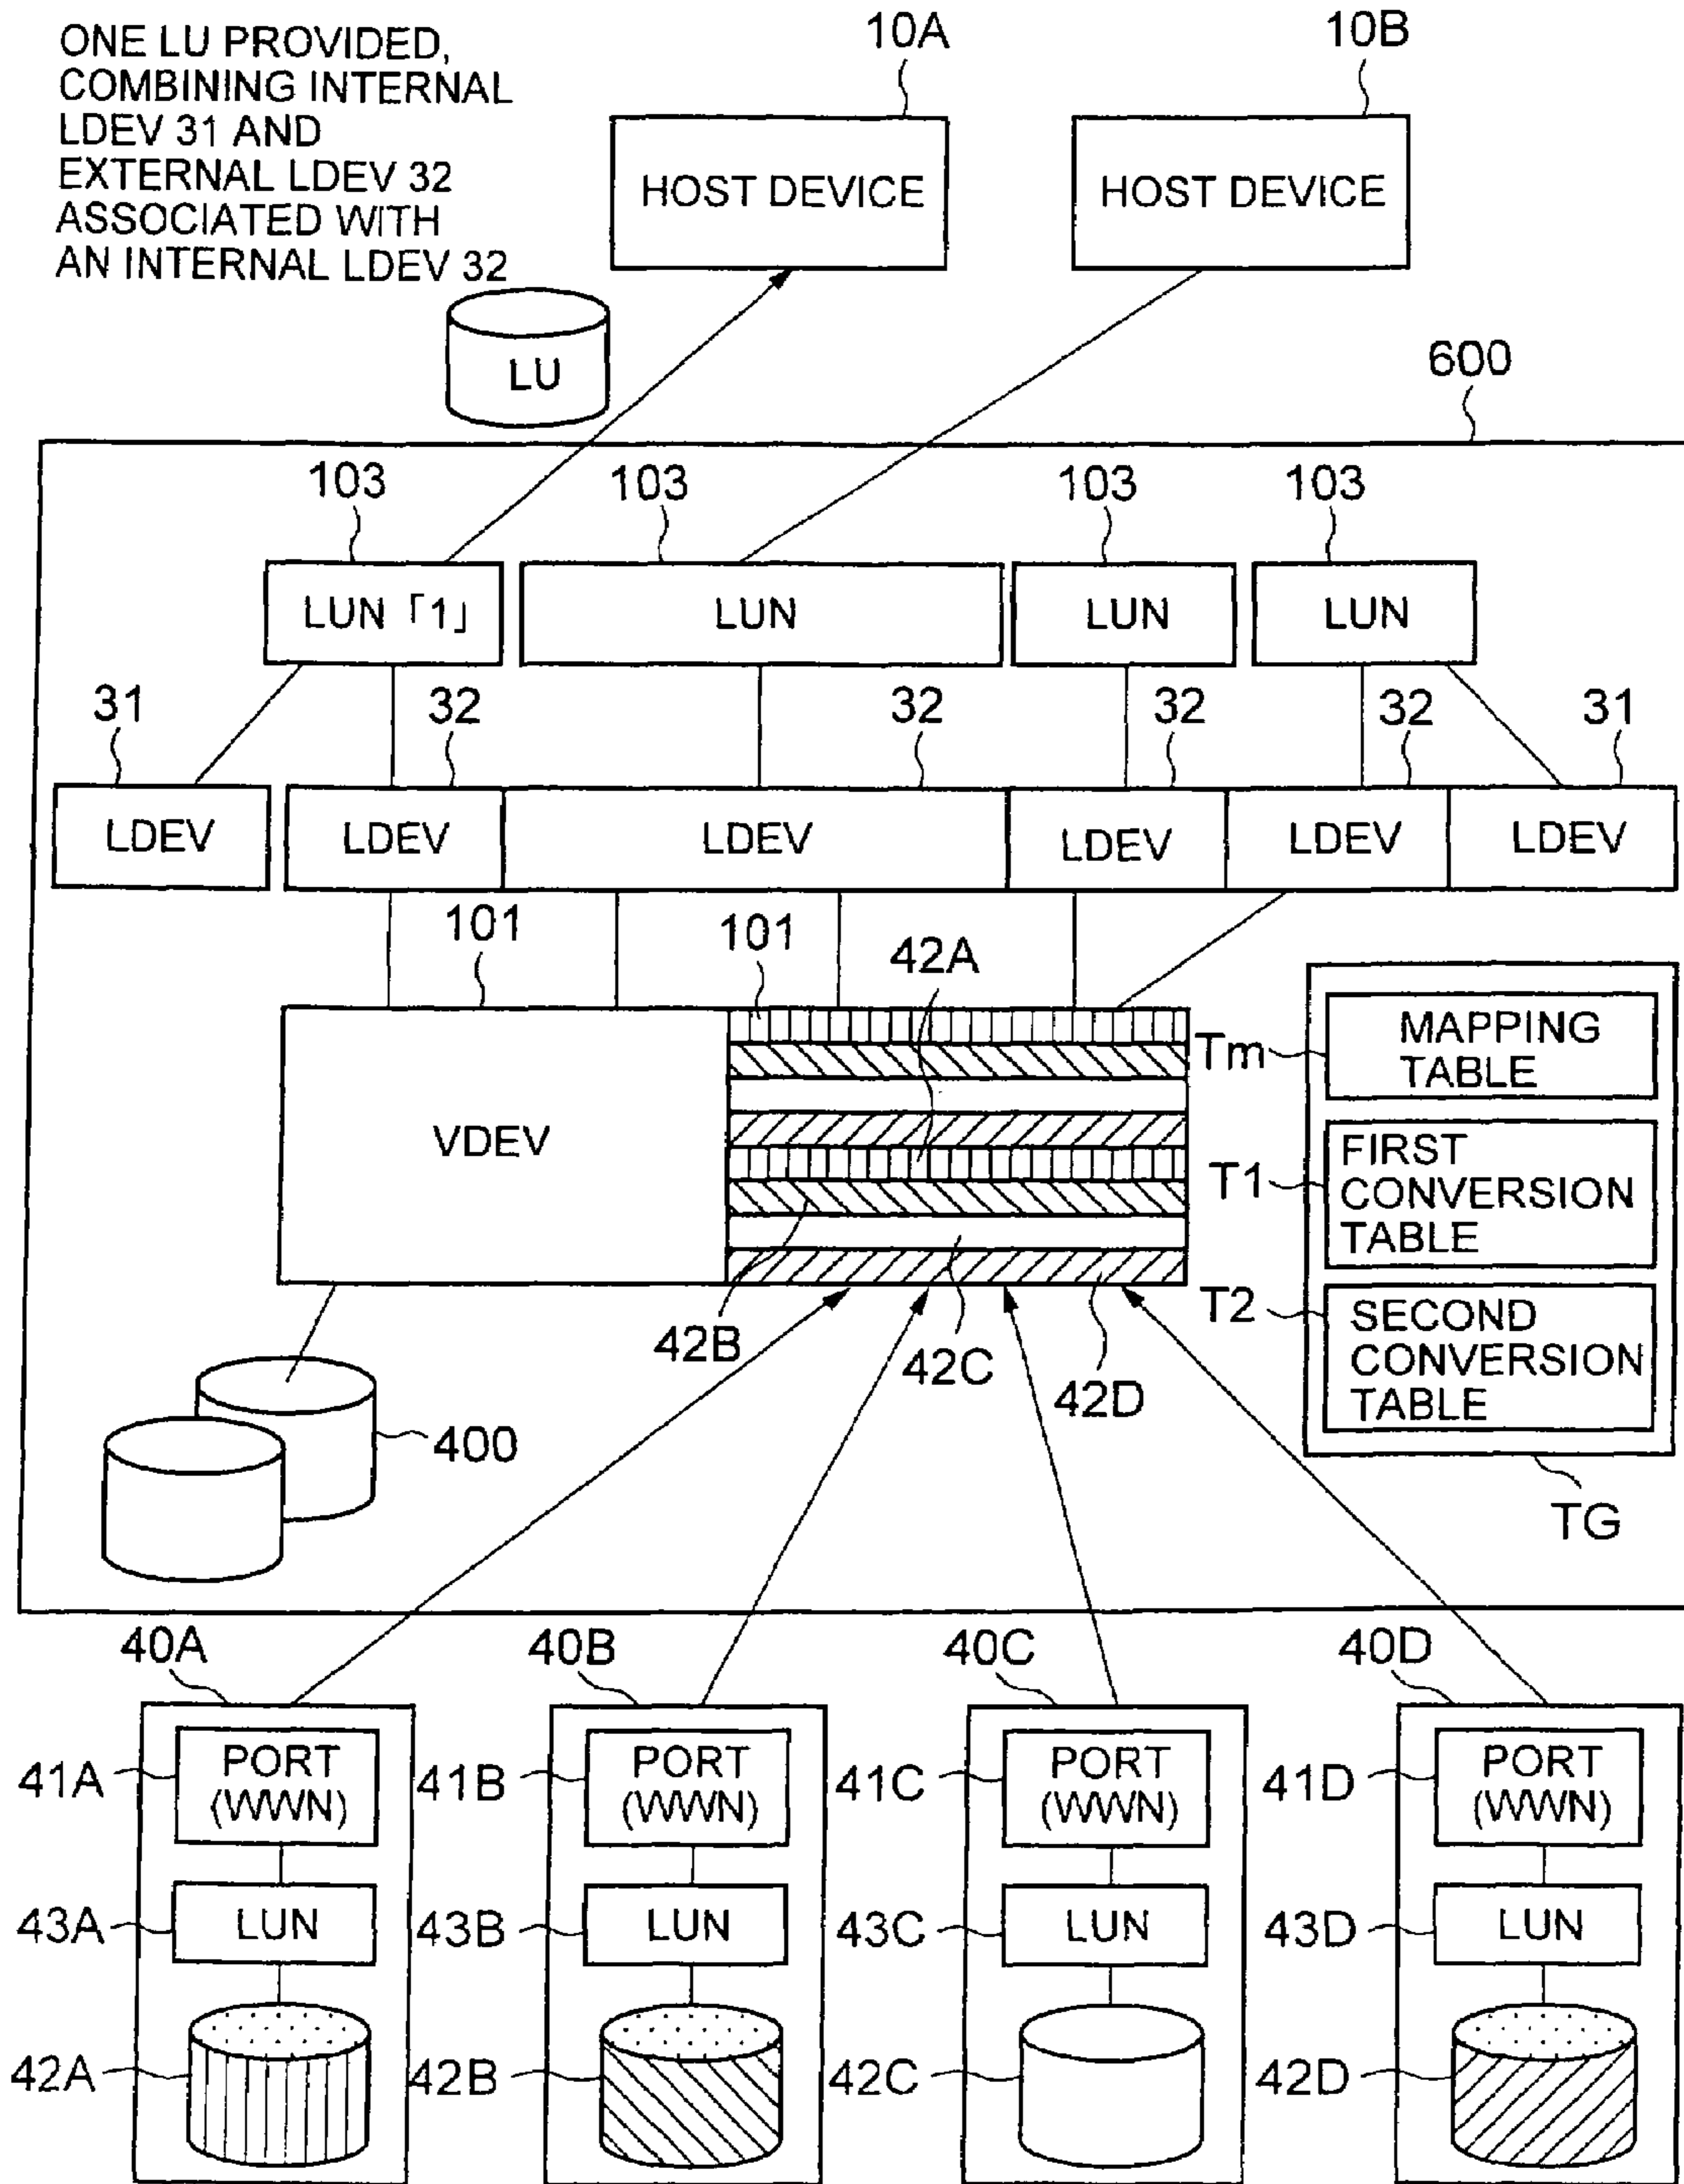 ONE LU PROVIDED,
COMBINING INTERNAL
LDEV 31 AND
EXTERNAL LDEV 32
ASSOCIATED WITH
AN INTERNAL LDEV 32
10A
10B
HOST DEVICE
HOST DEVICE
LU
600
103
103
103
103
LUN「1」
LUN
LUN
LUN
31
32
32
32
32
31
LDEV
LDEV
LDEV
LDEV
LDEV
LDEV
101
101
42A
VDEV
Tm
MAPPING
TABLE
T1
FIRST
CONVERSION
TABLE
T2
SECOND
CONVERSION
TABLE
42B
42C
42D
400
TG
40A
40B
40C
40D
41A
PORT
(WWN)
41B
PORT
(WWN)
41C
PORT
(WWN)
41D
PORT
(WWN)
43A
LUN
43B
LUN
43C
LUN
43D
LUN
42A
42B
42C
42D